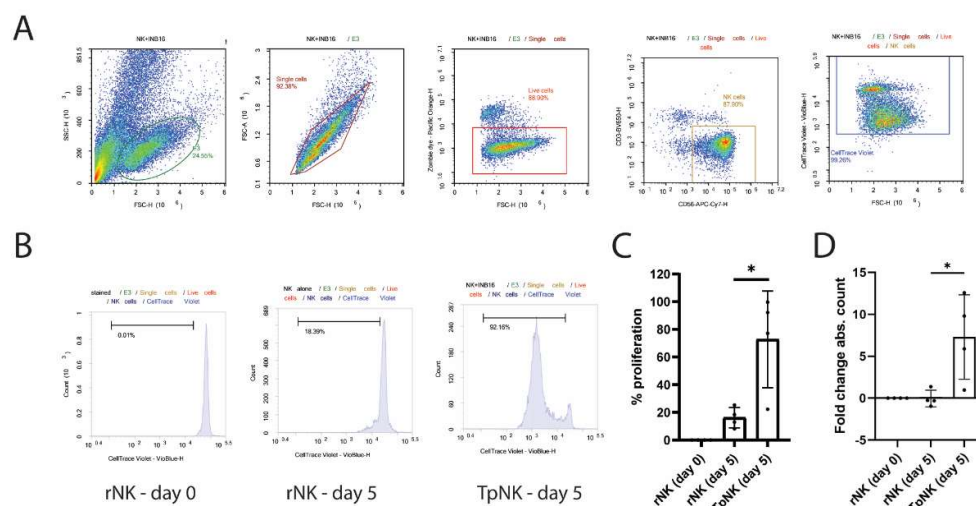 A
NK+INB16
SSC-H (10 3)
FSC-H (10 6)
E3
24.55%
NK+INB16 / E3
FSC-A (10 6)
FSC-H (10 6)
Single cells
92.38%
NK+INB16 / E3 / Single cells
Zombie dye - Pacific Orange-H
FSC-H (10 6)
Live cells
88.90%
NK+INB16 / E3 / Single cells / Live
cells
CD3-BV650-H
CD56-APC-Cy7-H
NK cells
NK+INB16 / E3 / Single cells / Live
cells / NK cells
CellTrace Violet - VioBlue-H
FSC-H (10 6)
CellTrace Violet
99.26%
B
stained / E3 / Single cells / Live cells
/ NK cells / CellTrace Violet
0.01%
Count (10 3)
CellTrace Violet - VioBlue-H
rNK - day 0
NK alone / E3 / Single cells / Live
cells / NK cells / CellTrace Violet
18.39%
Count
CellTrace Violet - VioBlue-H
rNK - day 5
NK+INB16 / E3 / Single cells / Live
cells / NK cells / CellTrace Violet
92.16%
Count
CellTrace Violet - VioBlue-H
TpNK - day 5
C
*
% proliferation
120
100
80
60
40
20
0
rNK (day 0)
rNK (day 5)
TpNK (day 5)
D
*
Fold change abs. count
15
10
5
0
-5
rNK (day 0)
rNK (day 5)
TpNK (day 5)